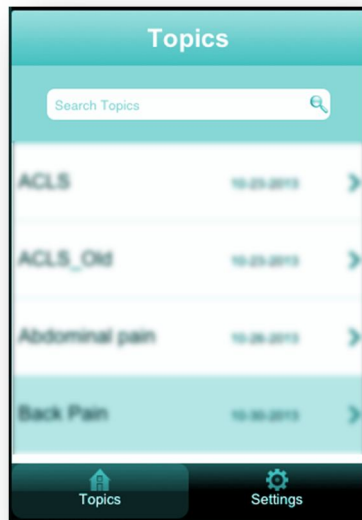 Topics
Search Topics
ACLS 10-23-2013
ACLS_Old 10-23-2013
Abdominal pain 10-26-2013
Back Pain 10-30-2013
Topics Settings